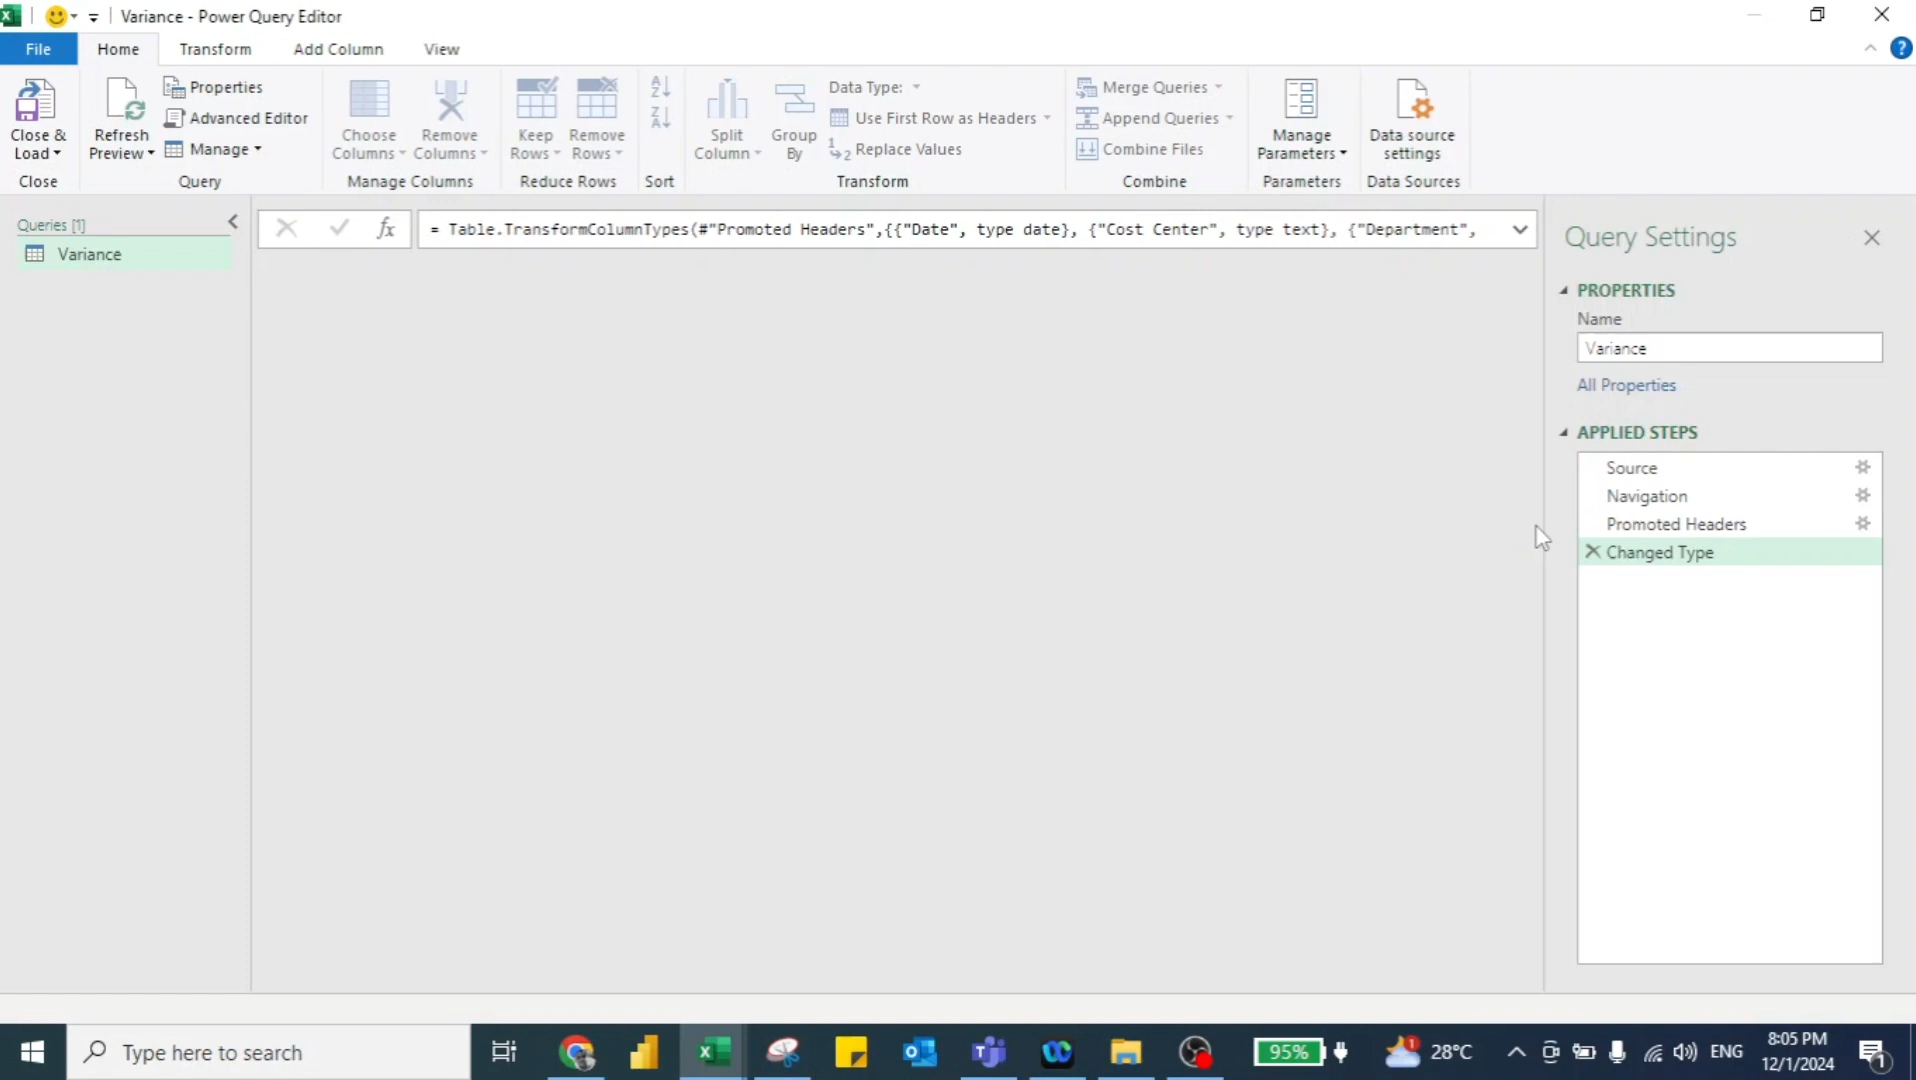 Variance - Power Query Editor
File Home Transform Add Column View
Close & Load
Refresh Preview
Properties
Advanced Editor
Manage
Choose Columns
Remove Columns
Keep Rows
Remove Rows
Split Column
Group By
Data Type:
Use First Row as Headers
Replace Values
Merge Queries
Append Queries
Combine Files
Manage Parameters
Data source settings
Close Query Manage Columns Reduce Rows Sort Transform Combine Parameters Data Sources
Queries [1]
Variance
fx = Table.TransformColumnTypes(#"Promoted Headers",{{"Date", type date}, {"Cost Center", type text}, {"Department",
Query Settings
PROPERTIES
Name
Variance
All Properties
APPLIED STEPS
Source
Navigation
Promoted Headers
Changed Type
Type here to search
95%
1
28°C
ENG
8:05 PM
12/1/2024
1